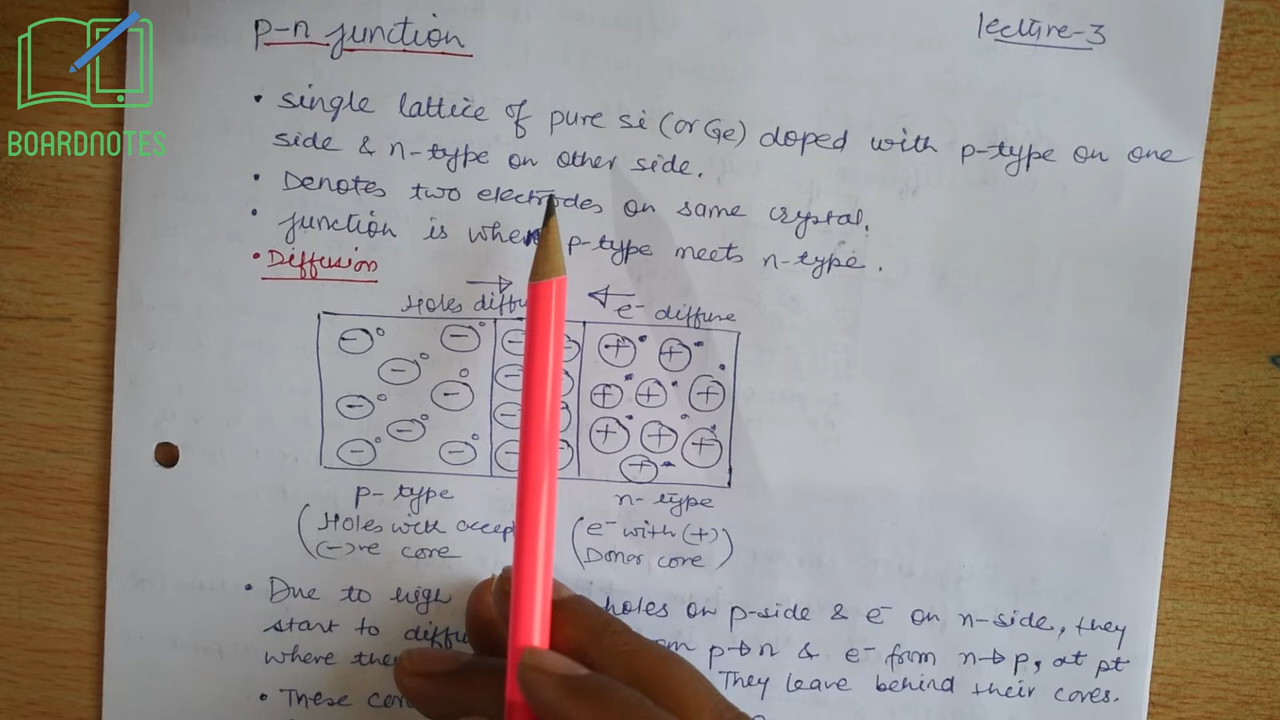 BOARDNOTES
p-n junction
lecture-3
• single lattice of pure si (or Ge) doped with p-type on one
side & n-type on other side.
• Denotes two electrodes on same crystal.
• junction is where p-type meets n-type.
• Diffusion
Holes diffu
e⁻ diffuse
p-type
n-type
(Holes with accep
(-)ve core
(e⁻ with (+)
Donor core)
• Due to high holes on p-side & e⁻ on n-side, they
start to diffu p→n & e⁻ from n→p, at pt
where They leave behind their cores.
• These